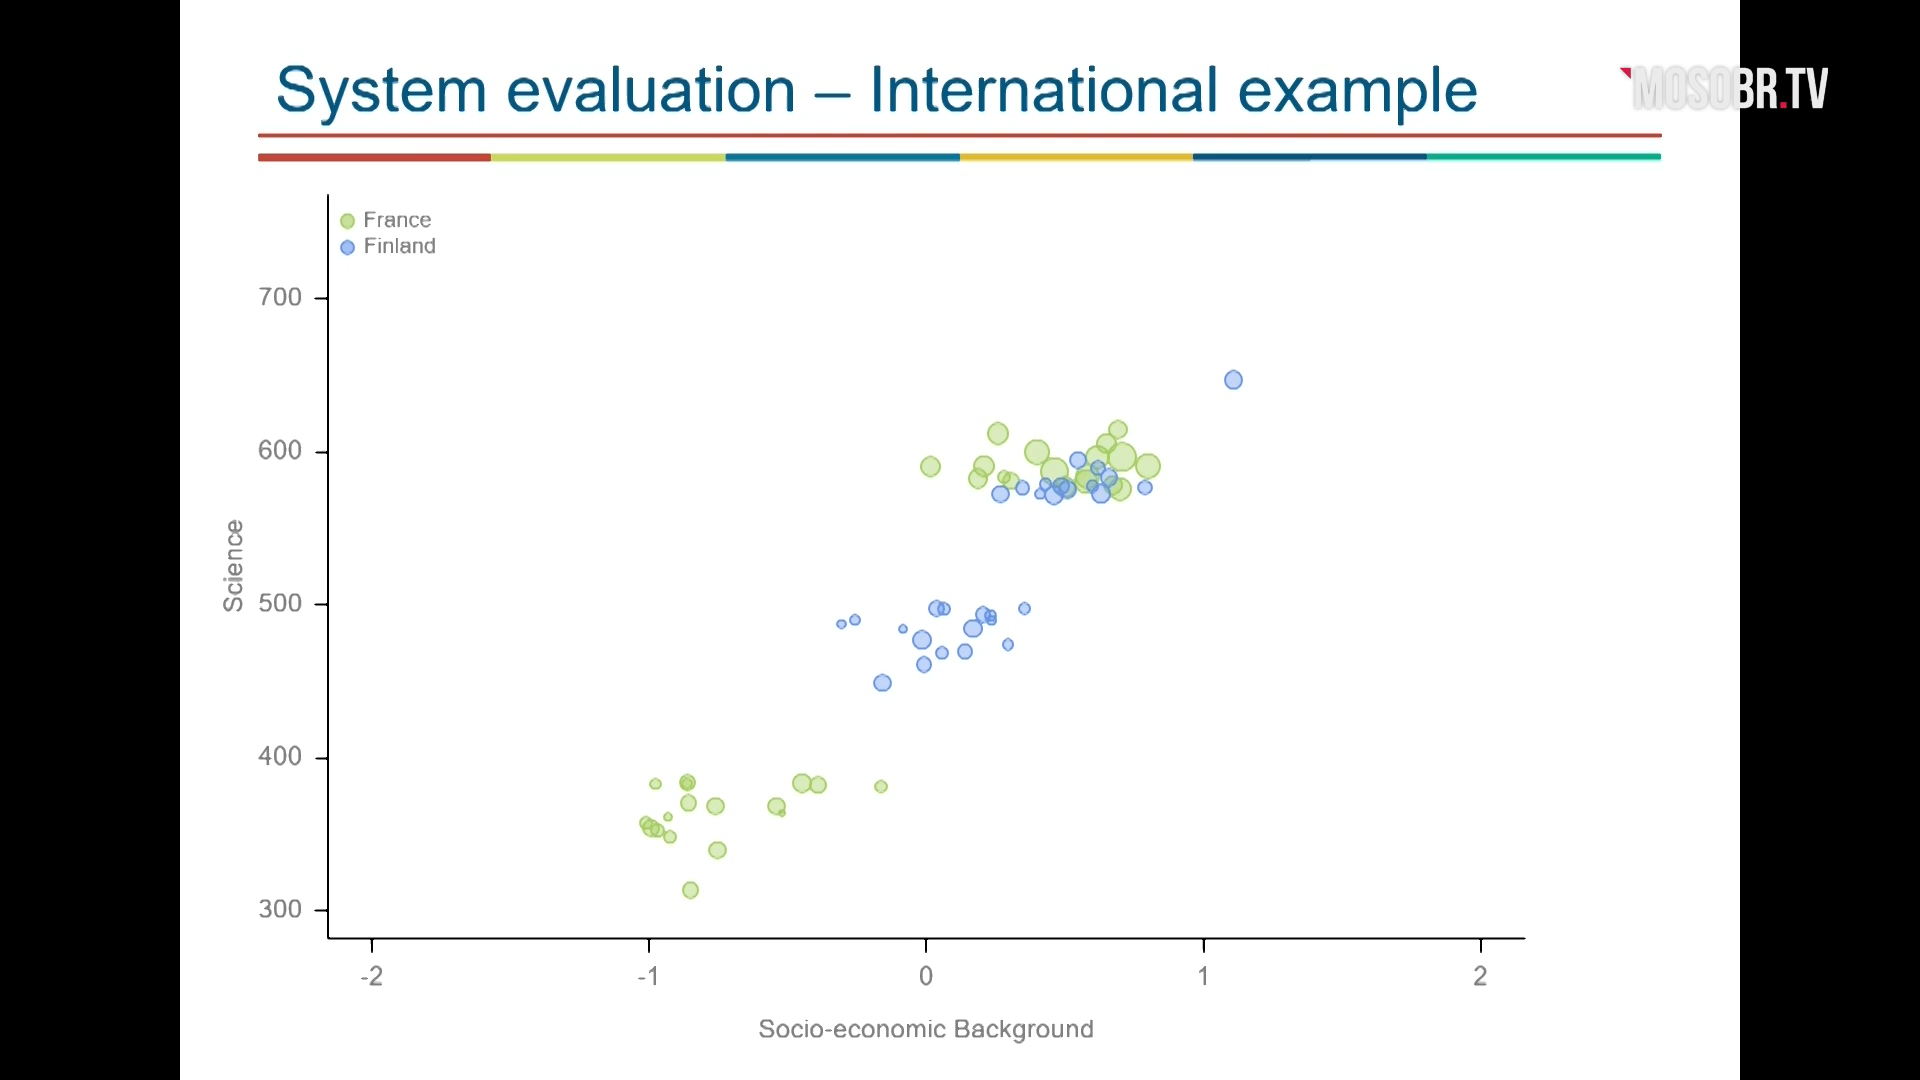 System evaluation – International example
MOSOBR.TV
France
Finland
700
600
500
400
300
Science
-2 -1 0 1 2
Socio-economic Background